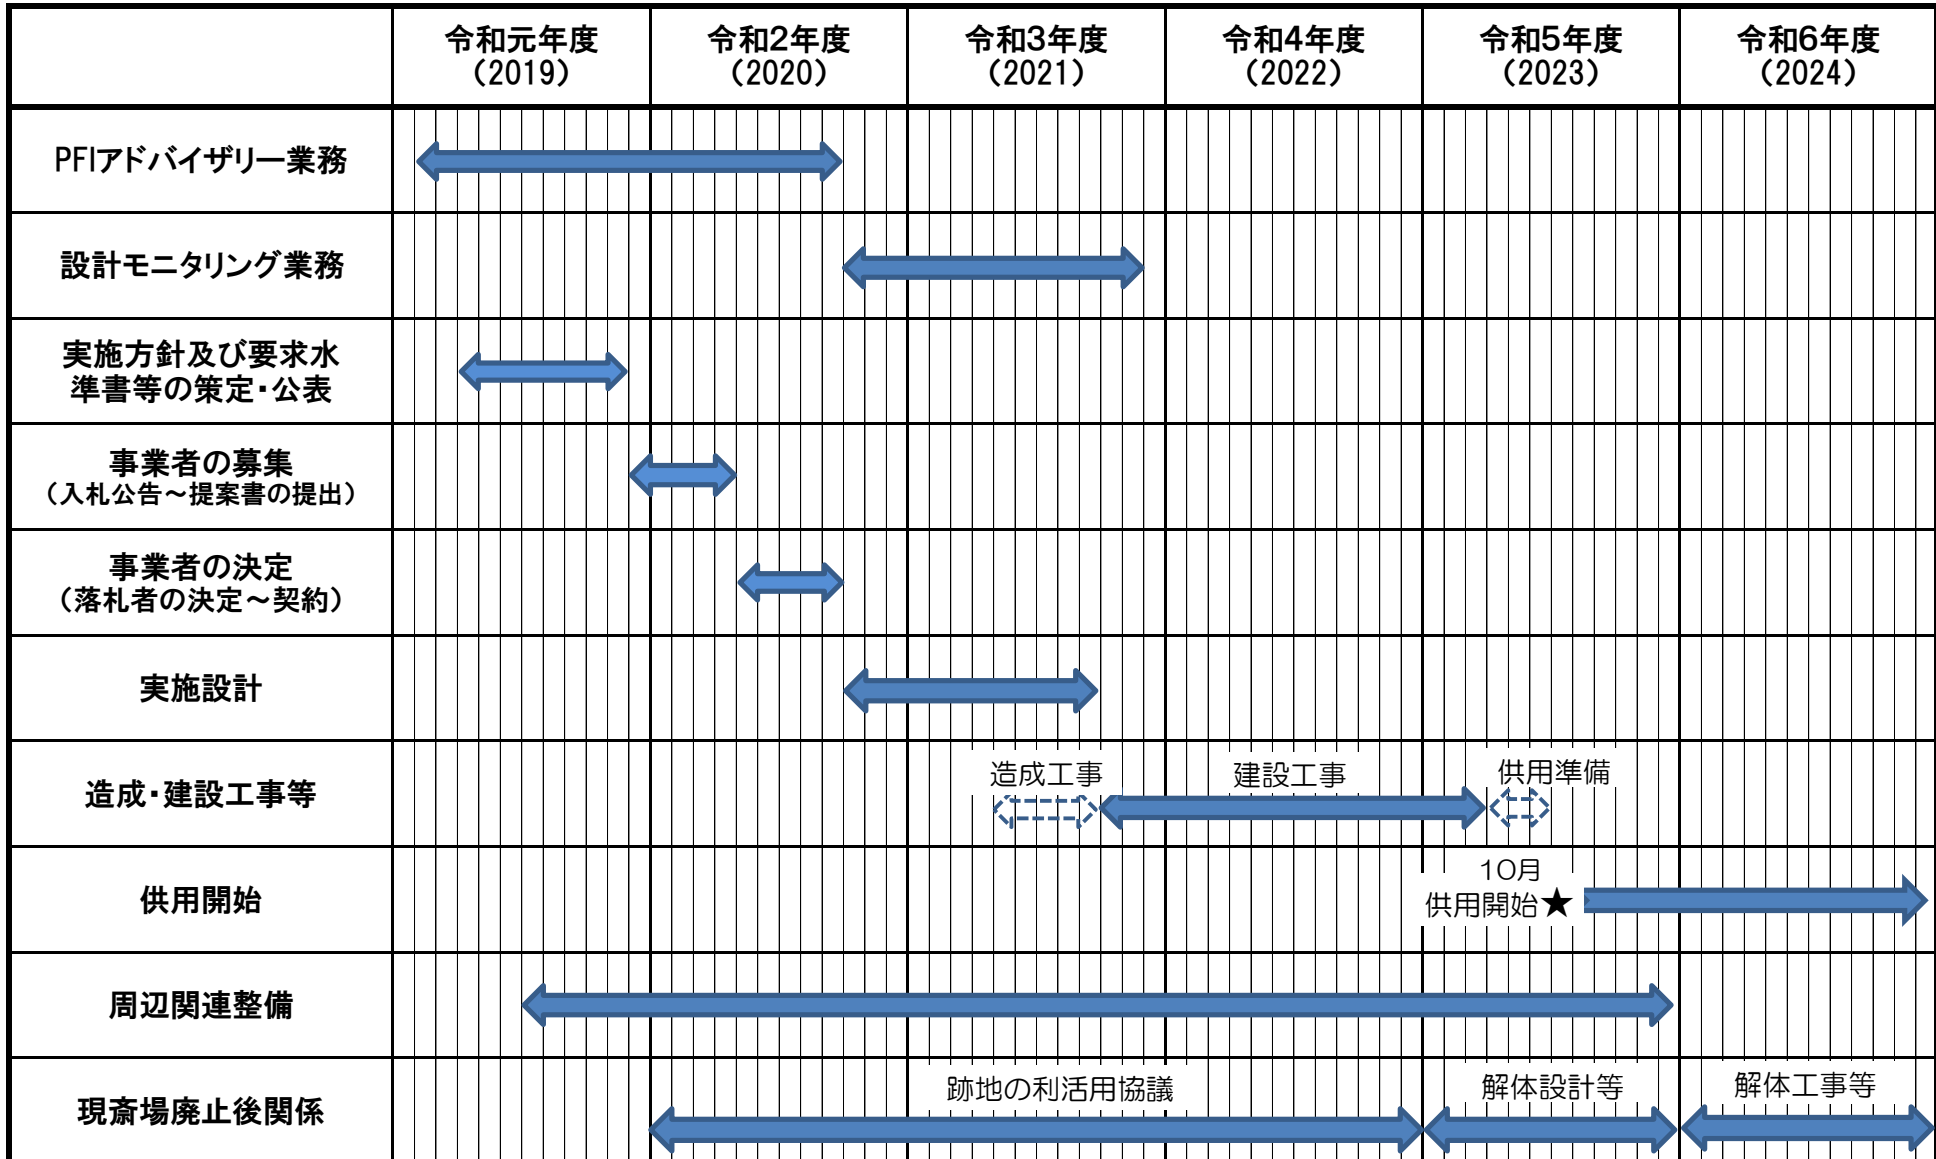 令和元年度
（2019）
令和2年度
（2020）
令和3年度
（2021）
令和4年度
（2022）
令和5年度
（2023）
令和6年度
（2024）
PFIアドバイザリー業務
設計モニタリング業務
実施方針及び要求水
準書等の策定・公表
事業者の募集
（入札公告～提案書の提出）
事業者の決定
（落札者の決定～契約）
実施設計
造成・建設工事等
造成工事
建設工事
供用準備
供用開始
10月
供用開始★
周辺関連整備
現斎場廃止後関係
跡地の利活用協議
解体設計等
解体工事等